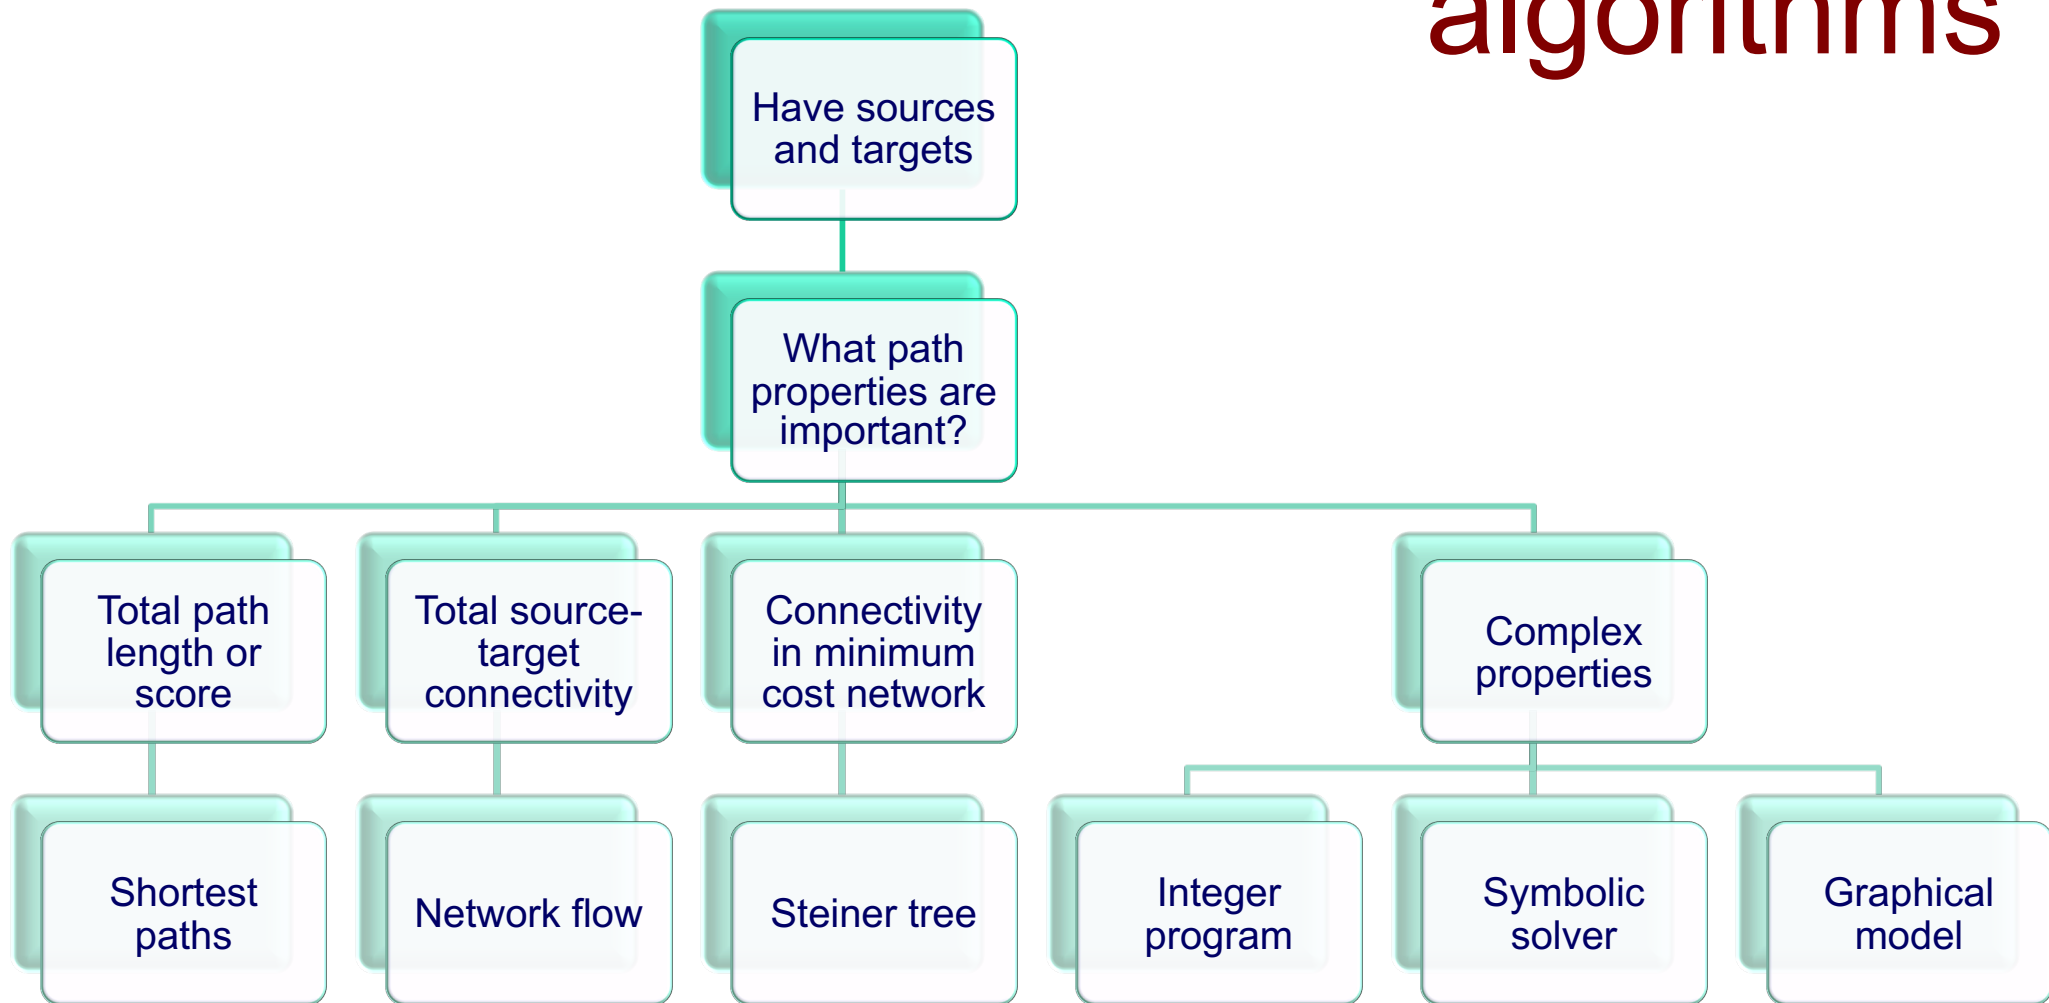 algorithms
Have sources
and targets
What path
properties are
important?
Total path
length or
score
Total source-
target
connectivity
Connectivity
in minimum
cost network
Complex
properties
Shortest
paths
Network flow
Steiner tree
Integer
program
Symbolic
solver
Graphical
model